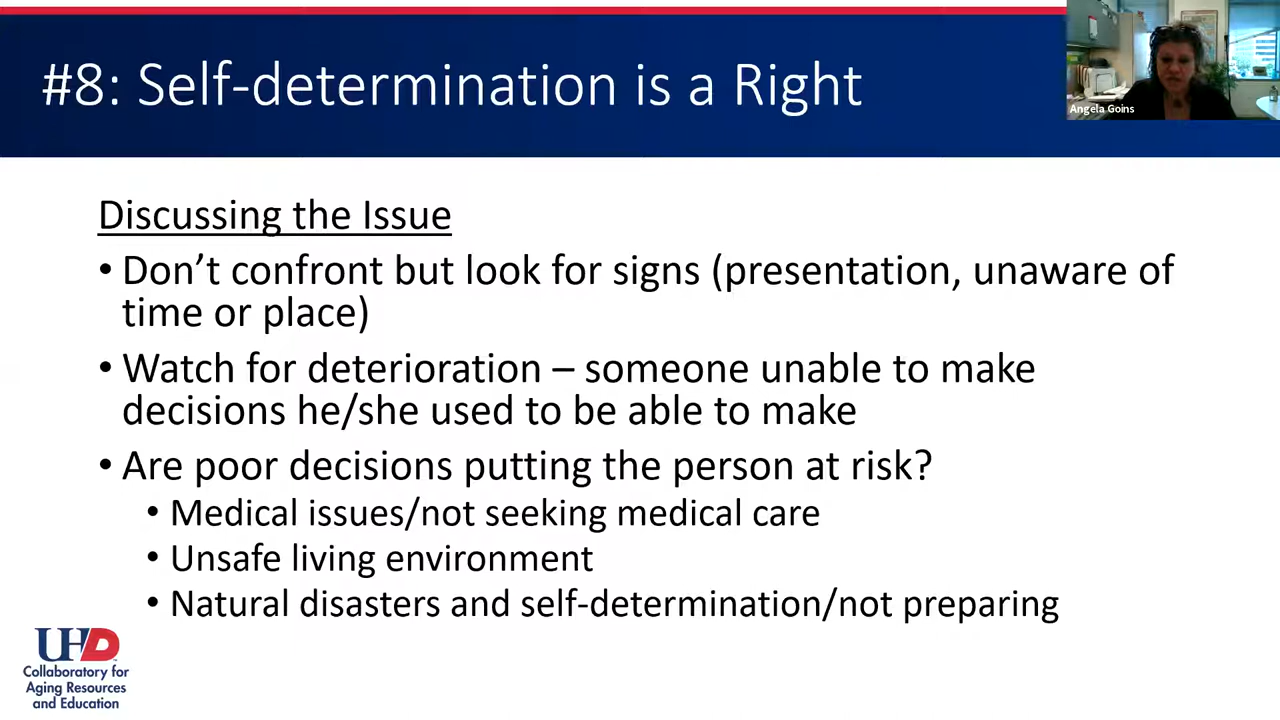 #8: Self-determination is a Right
Angela Goins
Discussing the Issue
• Don’t confront but look for signs (presentation, unaware of
time or place)
• Watch for deterioration – someone unable to make
decisions he/she used to be able to make
• Are poor decisions putting the person at risk?
• Medical issues/not seeking medical care
• Unsafe living environment
• Natural disasters and self-determination/not preparing
UHD
Collaboratory for
Aging Resources
and Education